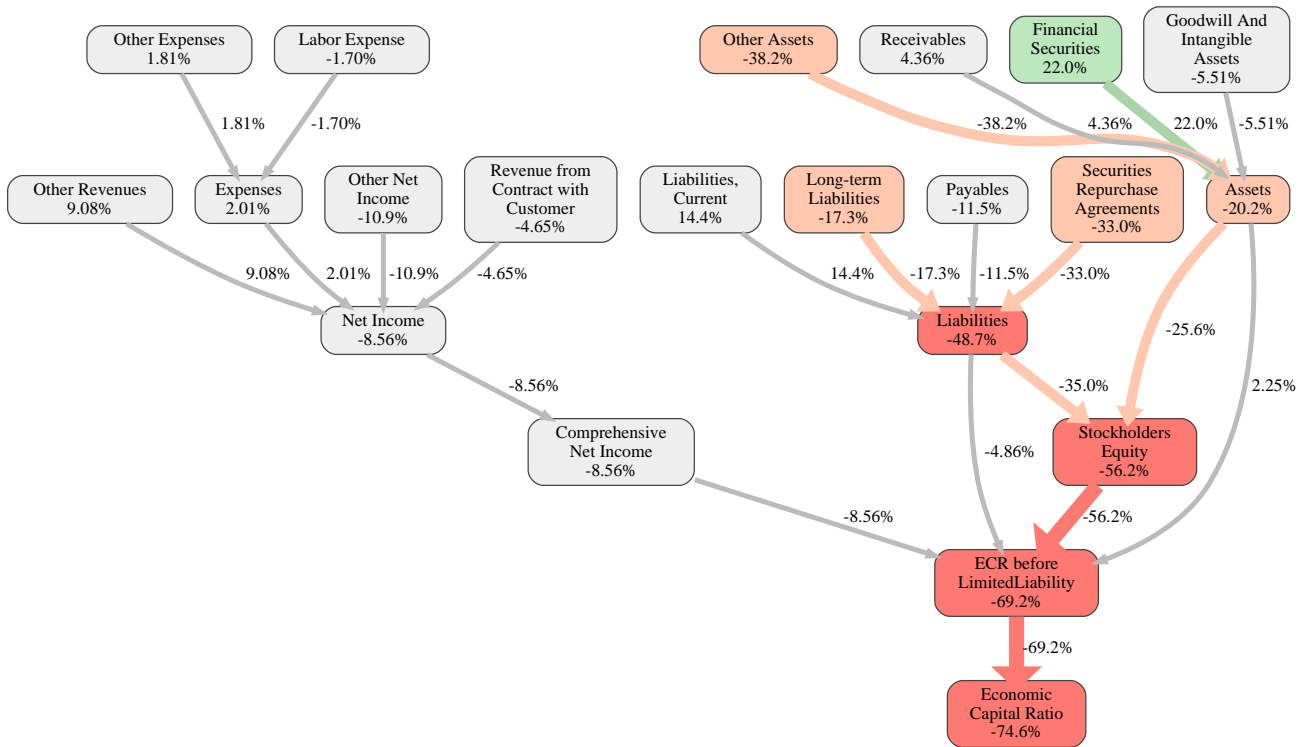 Other Expenses
1.81%
Labor Expense
-1.70%
Other Assets
-38.2%
Receivables
4.36%
Financial
Securities
22.0%
Goodwill And
Intangible
Assets
-5.51%
1.81%
-1.70%
-38.2%
4.36%
22.0%
-5.51%
Other Revenues
9.08%
Expenses
2.01%
Other Net
Income
-10.9%
Revenue from
Contract with
Customer
-4.65%
Liabilities,
Current
14.4%
Long-term
Liabilities
-17.3%
Payables
-11.5%
Securities
Repurchase
Agreements
-33.0%
Assets
-20.2%
9.08%
2.01%
-10.9%
-4.65%
14.4%
-17.3%
-11.5%
-33.0%
Net Income
-8.56%
Liabilities
-48.7%
-25.6%
-8.56%
-35.0%
2.25%
Comprehensive
Net Income
-8.56%
-4.86%
Stockholders
Equity
-56.2%
-8.56%
-56.2%
ECR before
LimitedLiability
-69.2%
-69.2%
Economic
Capital Ratio
-74.6%